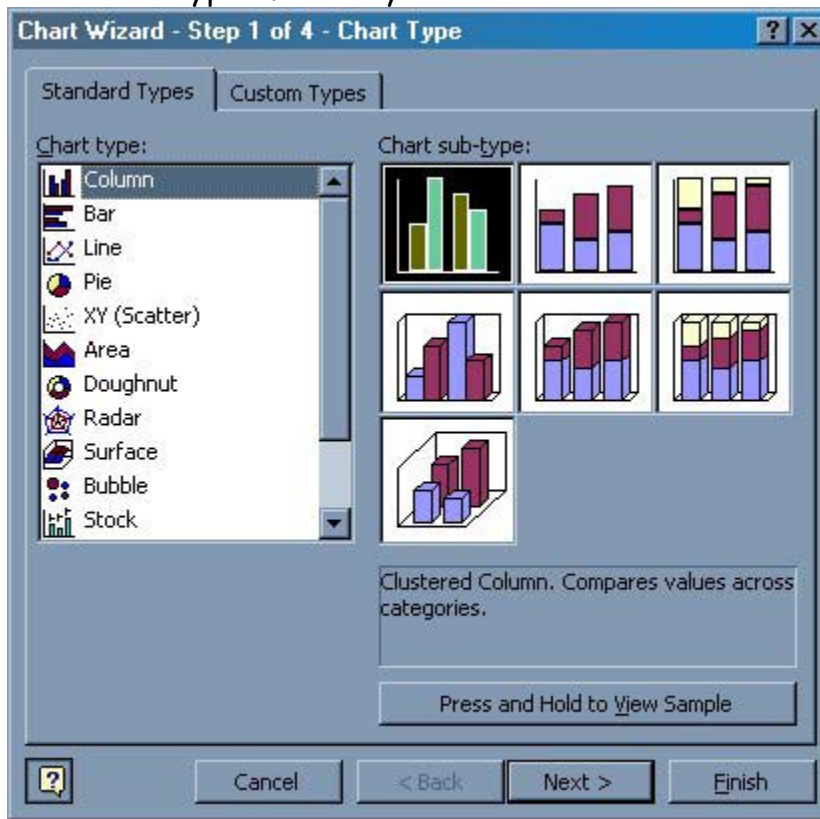 Chart Wizard - Step 1 of 4 - Chart Type
Standard Types
Custom Types
Chart type:
Column
Bar
Line
Pie
XY (Scatter)
Area
Doughnut
Radar
Surface
Bubble
Stock
Chart sub-type:
Clustered Column. Compares values across
categories.
Press and Hold to View Sample
Cancel
< Back
Next >
Finish